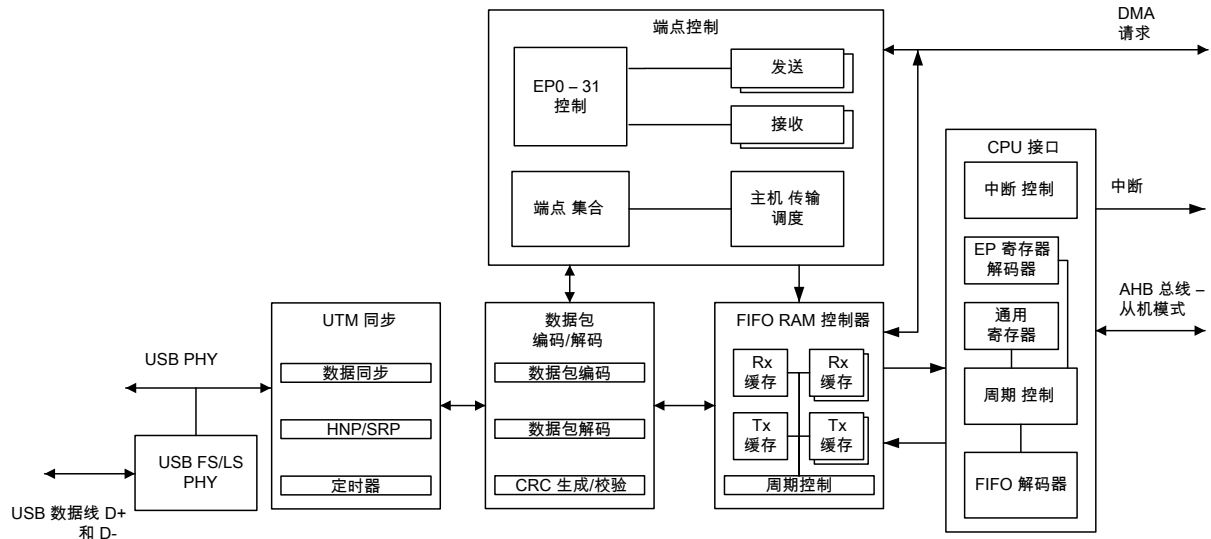 端点控制
EP0 – 31
控制
发送
接收
端点 集合
主机 传输
调度
DMA
请求
CPU 接口
中断 控制
EP 寄存器
解码器
通用
寄存器
周期 控制
FIFO 解码器
中断
AHB 总线 –
从机模式
UTM 同步
数据同步
HNP/SRP
定时器
数据包
编码/解码
数据包编码
数据包解码
CRC 生成/校验
FIFO RAM 控制器
Rx
缓存
Rx
缓存
Tx
缓存
Tx
缓存
周期控制
USB PHY
USB FS/LS
PHY
USB 数据线 D+
和 D-